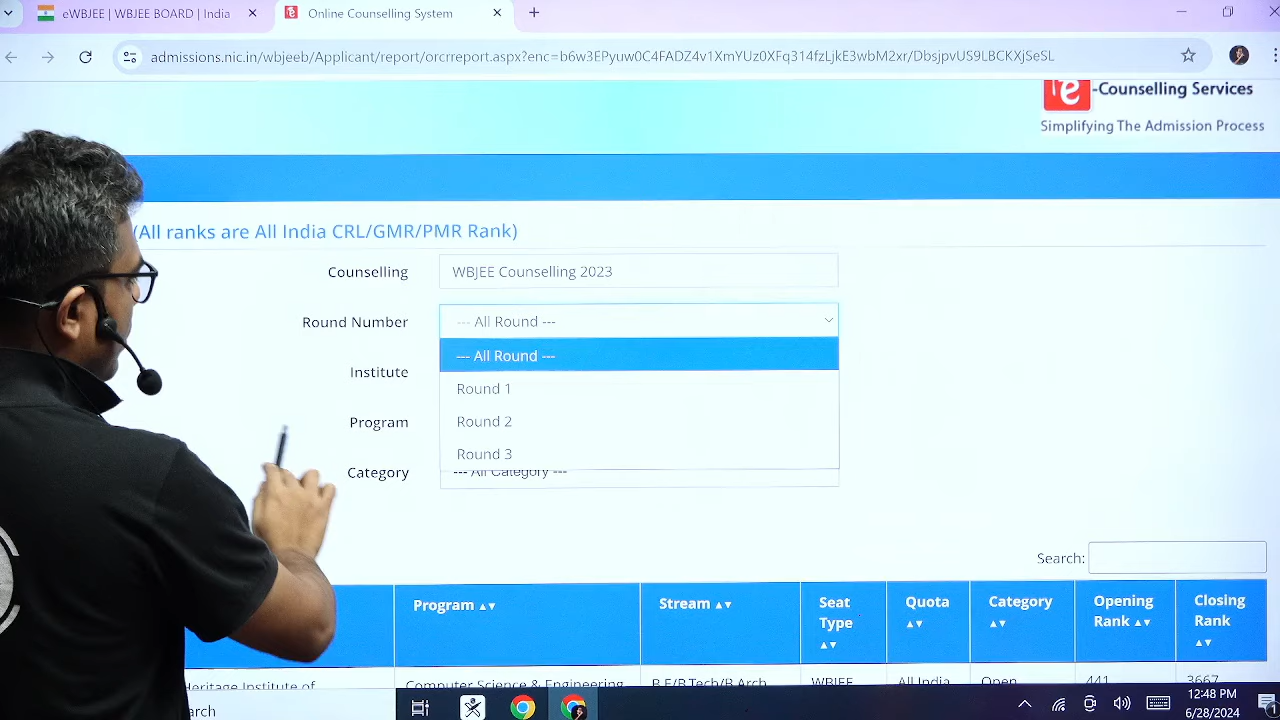 eWBJEE | WBJEE BOARD | India
Online Counselling System
admissions.nic.in/wbjeeb/Applicant/report/orcrreport.aspx?enc=b6w3EPyuw0C4FADZ4v1XmYUz0XFq314fzLjkE3wbM2xr/DbsjpvUS9LBCKXjSeSL
e-Counselling Services
Simplifying The Admission Process
(All ranks are All India CRL/GMR/PMR Rank)
Counselling
WBJEE Counselling 2023
Round Number
--- All Round ---
--- All Round ---
Institute
Round 1
Program
Round 2
Round 3
Category
--- All Category ---
Search:
Program
Stream
Seat Type
Quota
Category
Opening Rank
Closing Rank
Heritage Institute of
Computer Science & Engineering
B.E/B.Tech/B.Arch
WBJEE
All India
Open
441
3667
arch
12:48 PM
6/28/2024